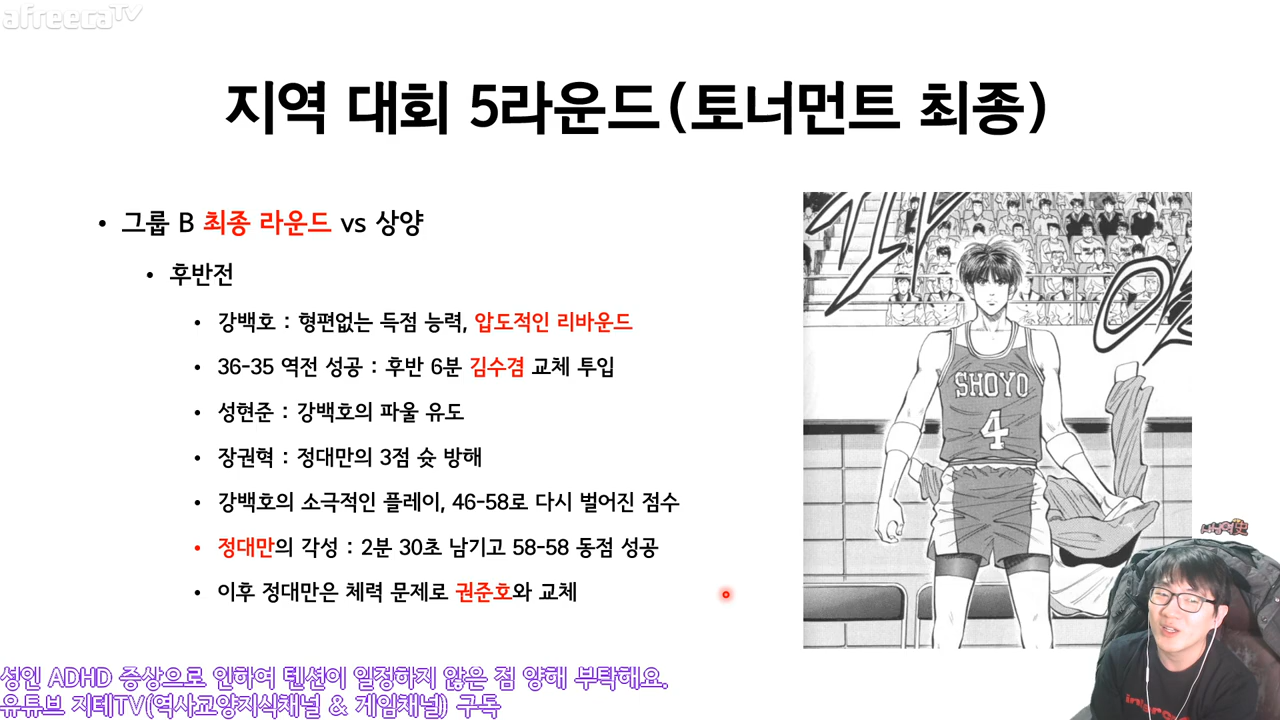 afreecaTV
지역 대회 5라운드(토너먼트 최종)
• 그룹 B 최종 라운드 vs 상양
• 후반전
• 강백호 : 형편없는 득점 능력, 압도적인 리바운드
• 36-35 역전 성공 : 후반 6분 김수겸 교체 투입
• 성현준 : 강백호의 파울 유도
• 장권혁 : 정대만의 3점 슛 방해
• 강백호의 소극적인 플레이, 46-58로 다시 벌어진 점수
• 정대만의 각성 : 2분 30초 남기고 58-58 동점 성공
• 이후 정대만은 체력 문제로 권준호와 교체
SHOYO
4
성인 ADHD 증상으로 인하여 텐션이 일정하지 않은 점 양해 부탁해요.
유튜브 지테TV(역사교양지식채널 & 게임채널) 구독